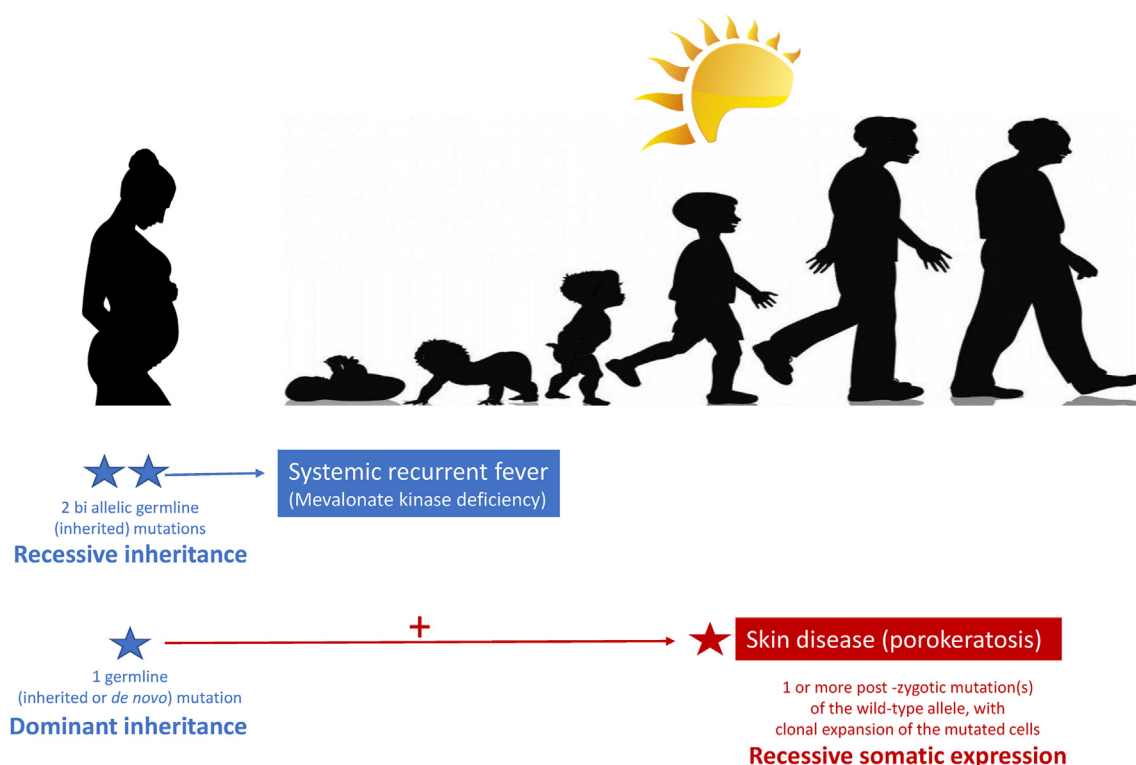 Systemic recurrent fever
(Mevalonate kinase deficiency)
2 bi allelic germline
(inherited) mutations
Recessive inheritance
+
Skin disease (porokeratosis)
1 germline
(inherited or de novo) mutation
Dominant inheritance
1 or more post -zygotic mutation(s)
of the wild-type allele, with
clonal expansion of the mutated cells
Recessive somatic expression